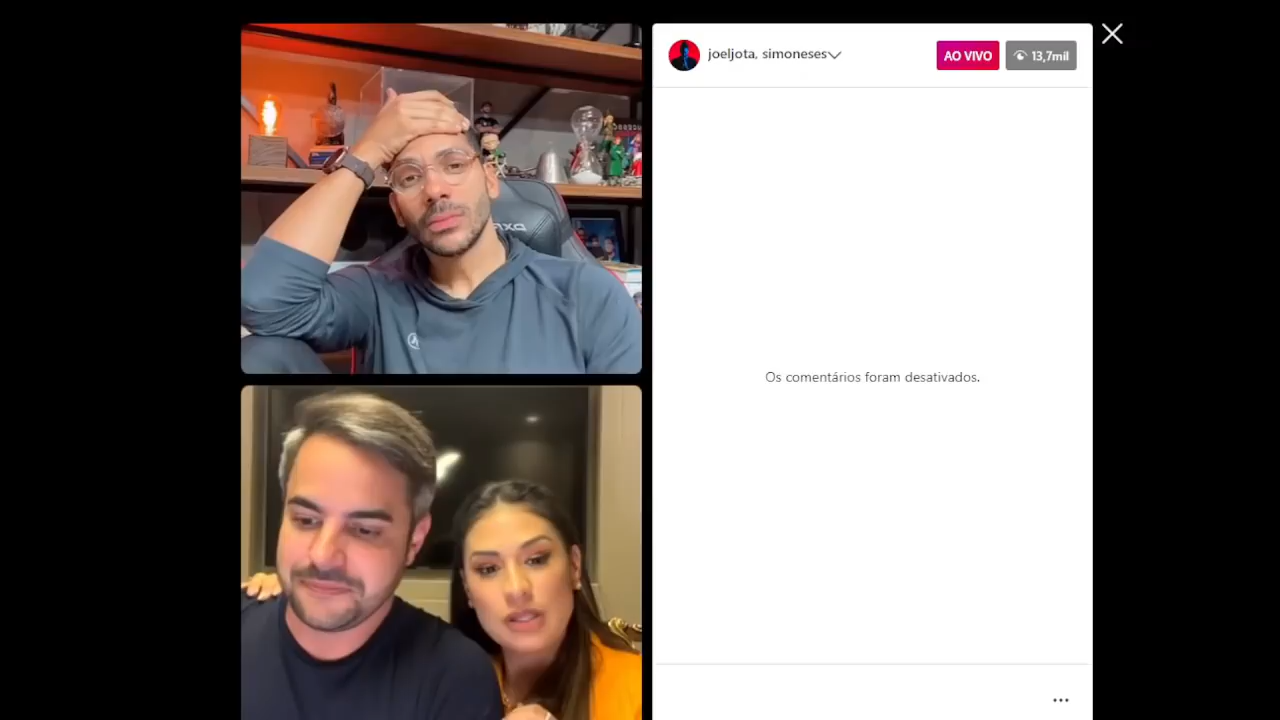 joeljota, simoneses
AO VIVO
13,7mil
Os comentários foram desativados.